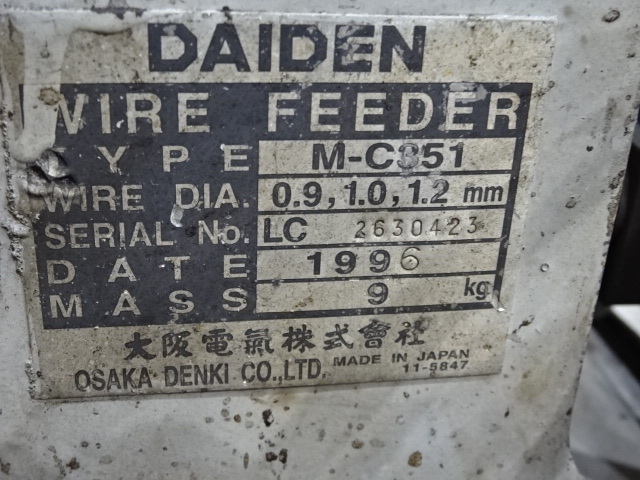 DAIDEN
WIRE FEEDER
TYPE M-C351
WIRE DIA. 0.9, 1.0, 1.2 mm
SERIAL No. LC 2630423
DATE 1996
MASS 9 kg
大阪電氣株式會社
OSAKA DENKI CO.,LTD. MADE IN JAPAN
11-5847